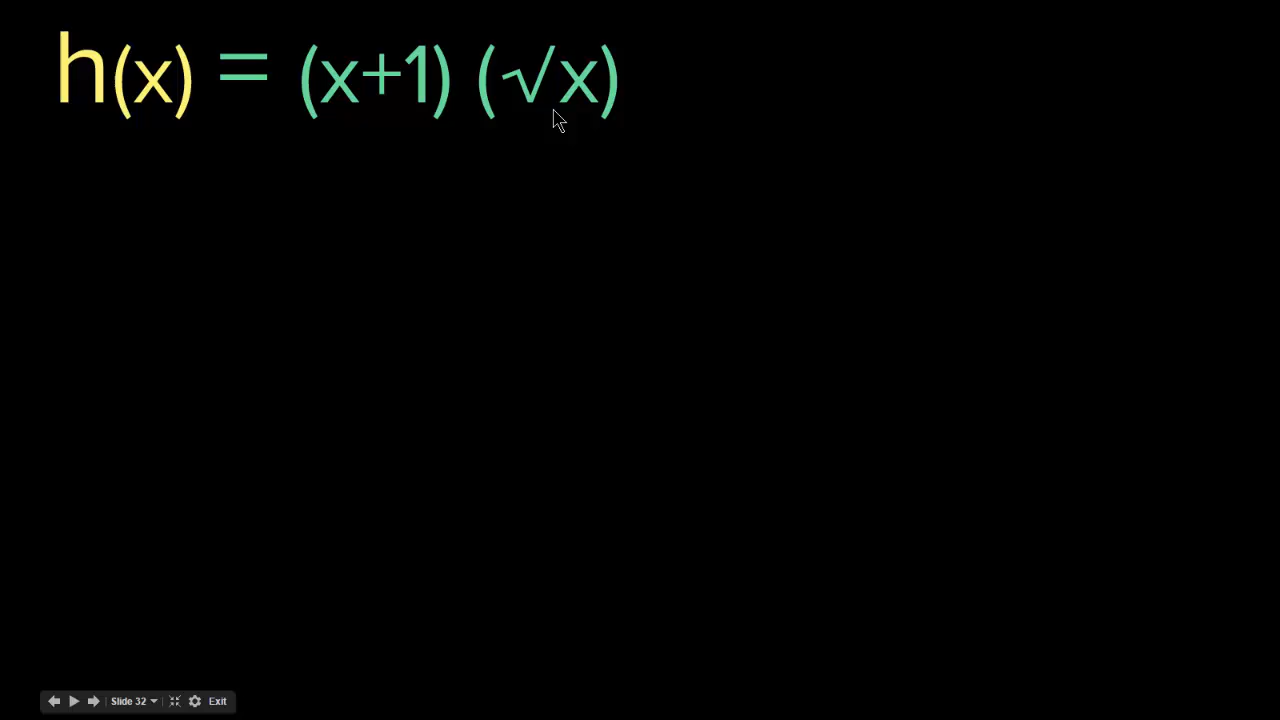 h(x) = (x+1) (√x)
Slide 32 Exit